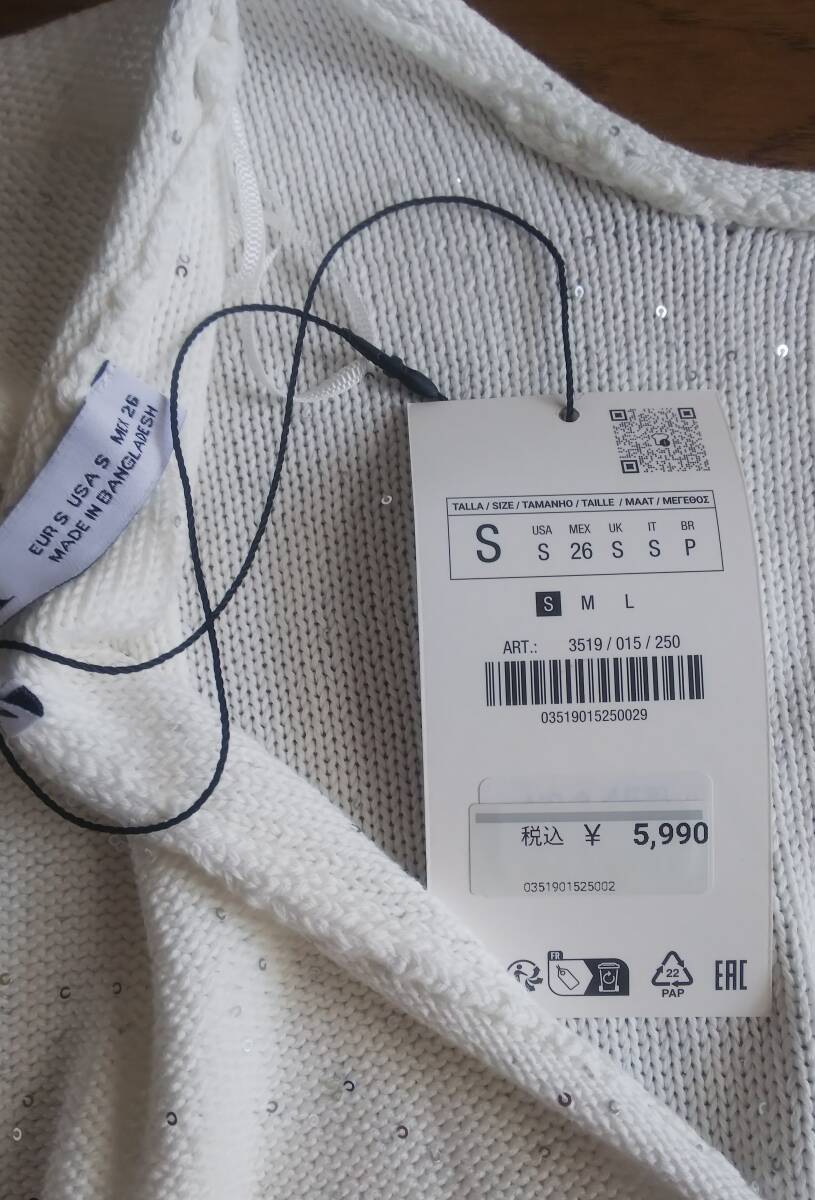 EUR S USA S MEX 26
MADE IN BANGLADESH
TALLA / SIZE / TAMANHO / TAILLE / MAAT / ΜΕΓΕΘΟΣ
S
USA MEX UK IT BR
S 26 S S P
S M L
ART.: 3519 / 015 / 250
03519015250029
税込 ¥ 5,990
0351901525002
FR
22
PAP
EAC